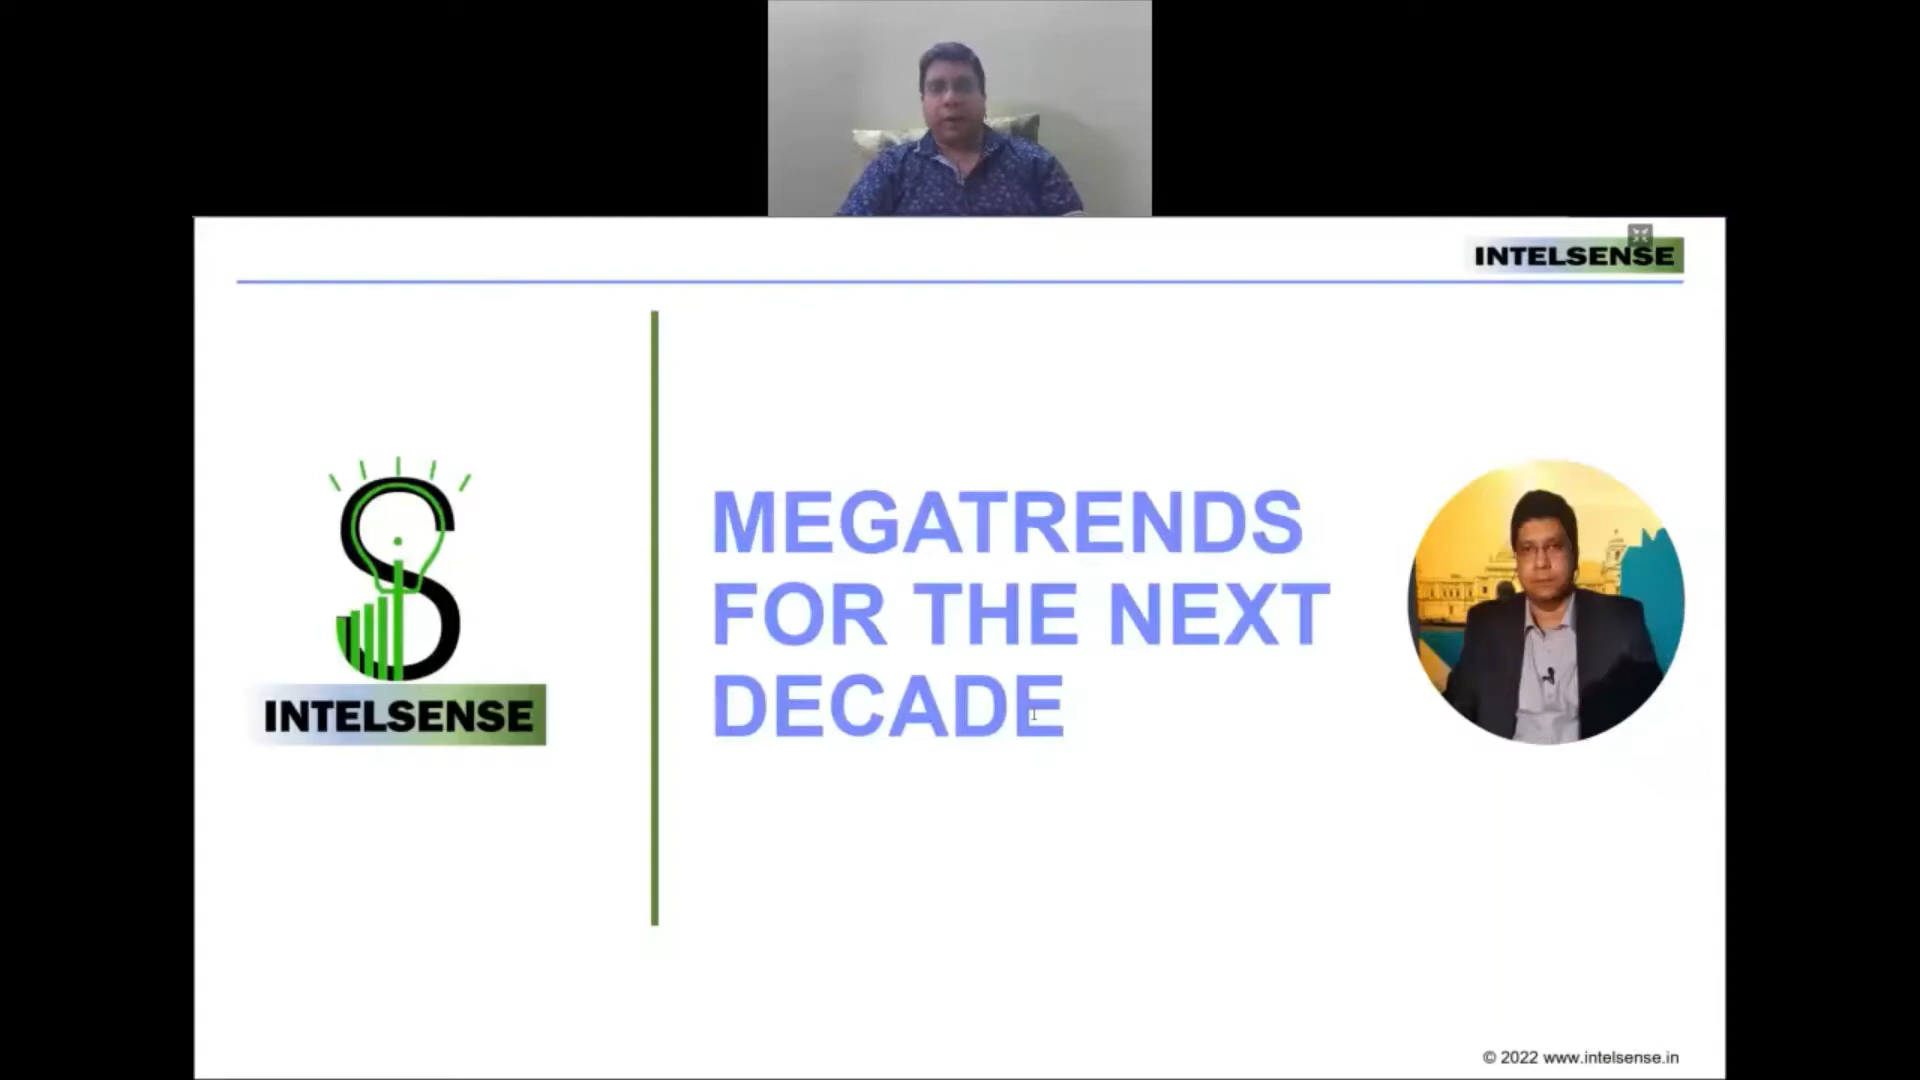 INTELSENSE
MEGATRENDS
FOR THE NEXT
DECADE
INTELSENSE
© 2022 www.intelsense.in